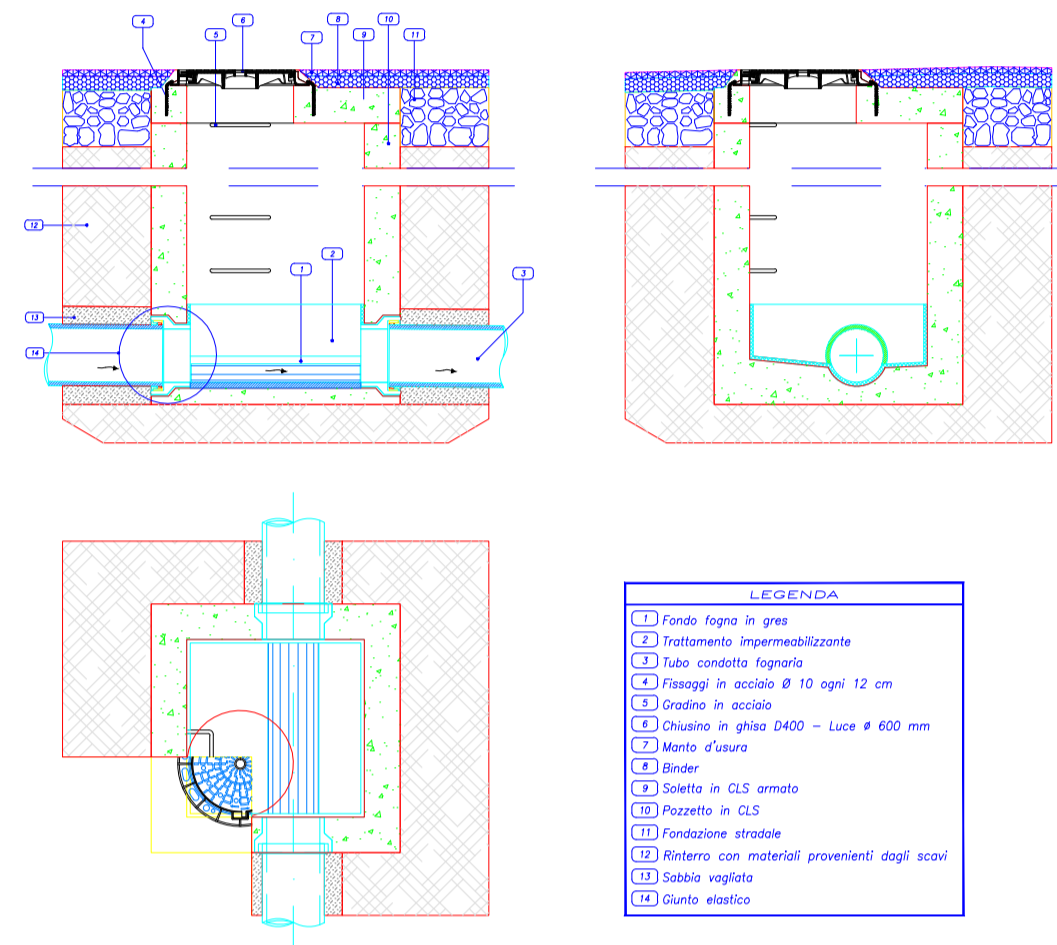 4
6
8
10
5
7
9
11
12
2
1
3
13
14
LEGENDA
1 Fondo fogna in gres
2 Trattamento impermeabilizzante
3 Tubo condotta fognaria
4 Fissaggi in acciaio Ø 10 ogni 12 cm
5 Gradino in acciaio
6 Chiusino in ghisa D400 – Luce Ø 600 mm
7 Manto d'usura
8 Binder
9 Soletta in CLS armato
10 Pozzetto in CLS
11 Fondazione stradale
12 Rinterro con materiali provenienti dagli scavi
13 Sabbia vagliata
14 Giunto elastico